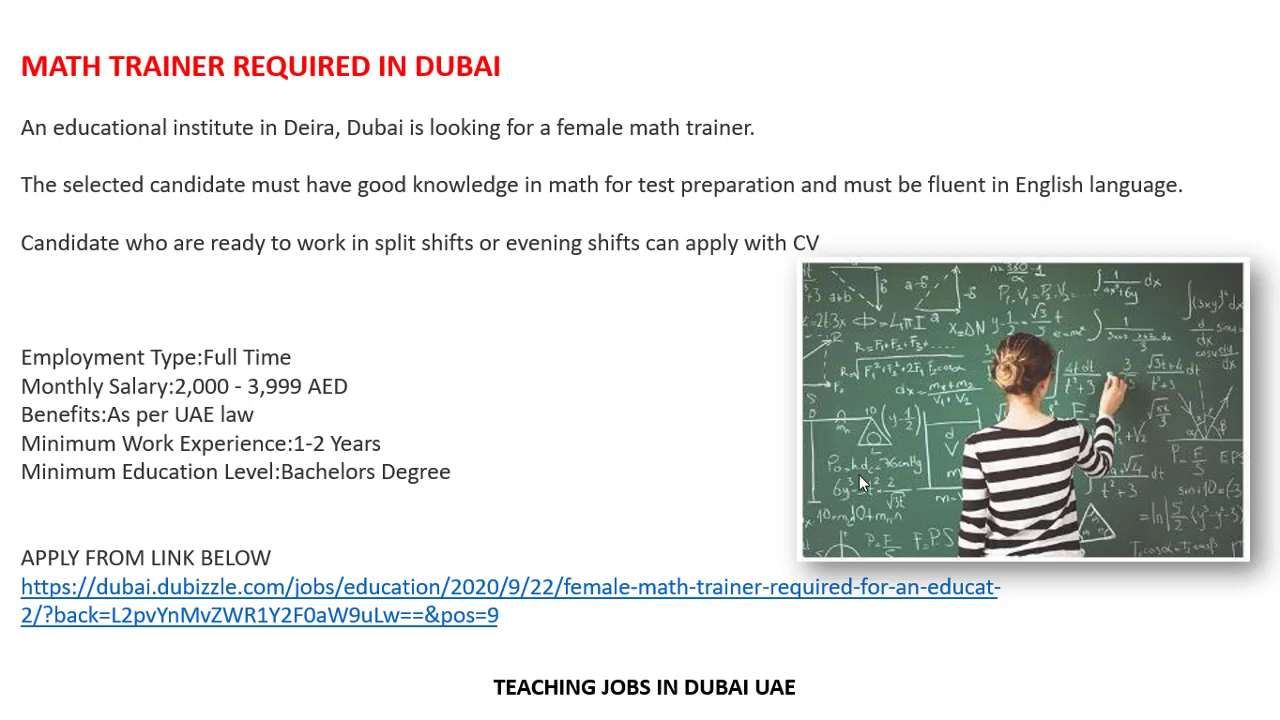 MATH TRAINER REQUIRED IN DUBAI
An educational institute in Deira, Dubai is looking for a female math trainer.
The selected candidate must have good knowledge in math for test preparation and must be fluent in English language.
Candidate who are ready to work in split shifts or evening shifts can apply with CV
Employment Type:Full Time
Monthly Salary:2,000 - 3,999 AED
Benefits:As per UAE law
Minimum Work Experience:1-2 Years
Minimum Education Level:Bachelors Degree
APPLY FROM LINK BELOW
https://dubai.dubizzle.com/jobs/education/2020/9/22/female-math-trainer-required-for-an-educat-
2/?back=L2pvYnMvZWR1Y2F0aW9uLw==&pos=9
TEACHING JOBS IN DUBAI UAE